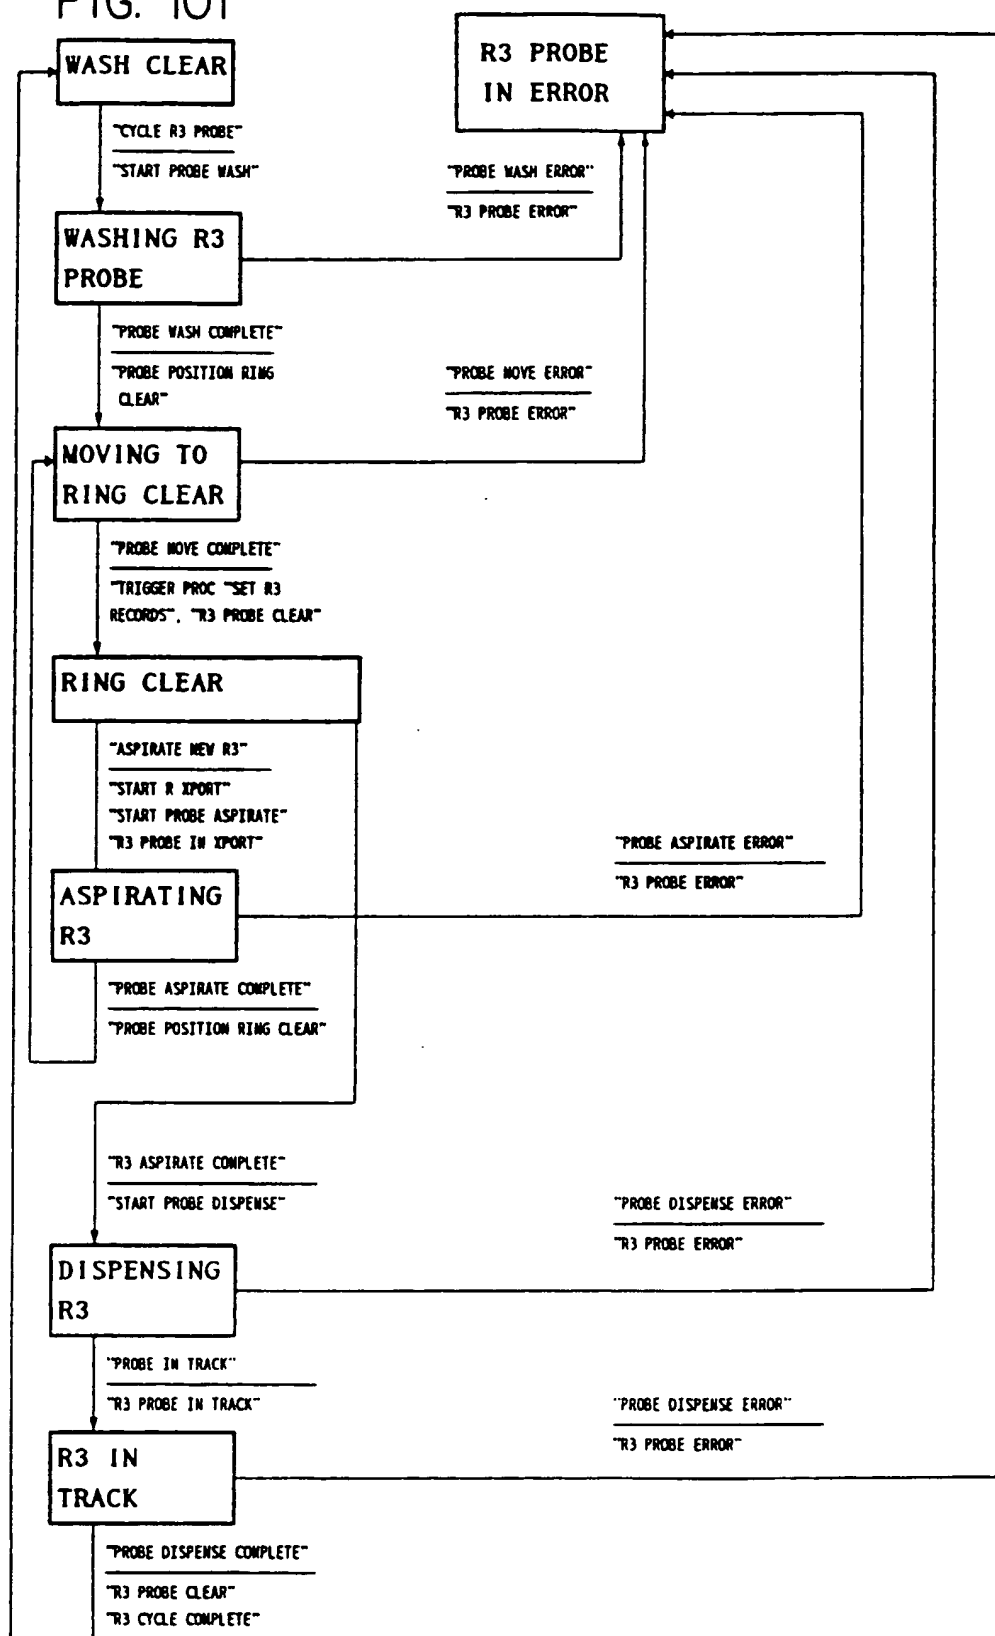 FIG. 101
WASH CLEAR
R3 PROBE
IN ERROR
"CYCLE R3 PROBE"
"START PROBE WASH"
"PROBE WASH ERROR"
"R3 PROBE ERROR"
WASHING R3
PROBE
"PROBE WASH COMPLETE"
"PROBE POSITION RING
CLEAR"
"PROBE MOVE ERROR"
"R3 PROBE ERROR"
MOVING TO
RING CLEAR
"PROBE MOVE COMPLETE"
"TRIGGER PROC "SET R3
RECORDS", "R3 PROBE CLEAR"
RING CLEAR
"ASPIRATE NEW R3"
"START R XPORT"
"START PROBE ASPIRATE"
"R3 PROBE IN XPORT"
"PROBE ASPIRATE ERROR"
"R3 PROBE ERROR"
ASPIRATING
R3
"PROBE ASPIRATE COMPLETE"
"PROBE POSITION RING CLEAR"
"R3 ASPIRATE COMPLETE"
"START PROBE DISPENSE"
"PROBE DISPENSE ERROR"
"R3 PROBE ERROR"
DISPENSING
R3
"PROBE IN TRACK"
"R3 PROBE IN TRACK"
"PROBE DISPENSE ERROR"
"R3 PROBE ERROR"
R3 IN
TRACK
"PROBE DISPENSE COMPLETE"
"R3 PROBE CLEAR"
"R3 CYCLE COMPLETE"